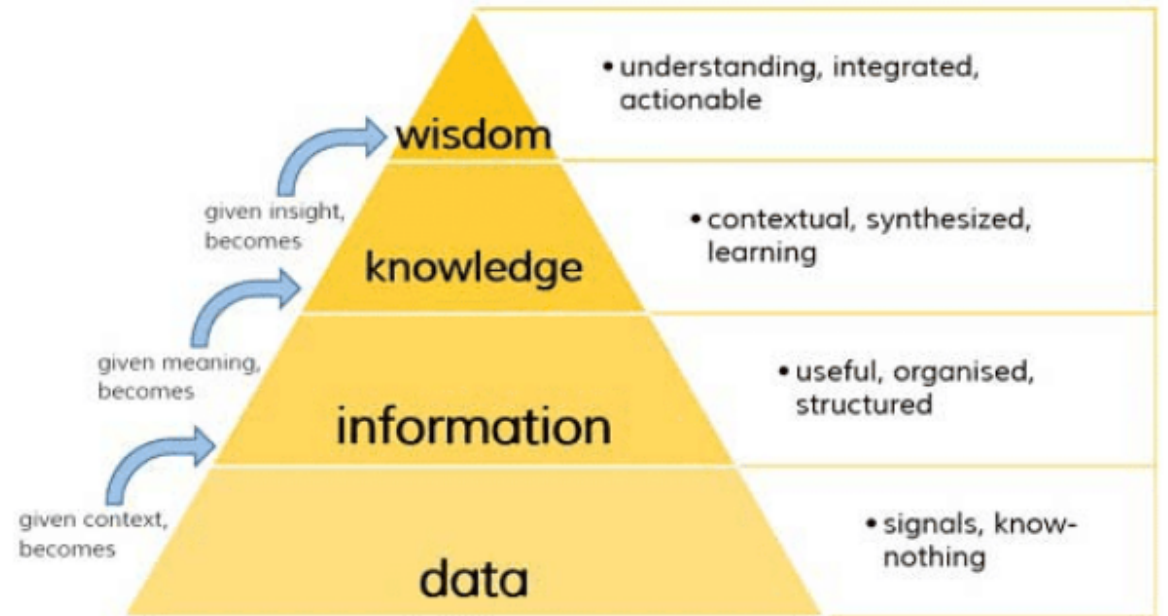 wisdom
• understanding, integrated,
actionable
given insight,
becomes
knowledge
• contextual, synthesized,
learning
given meaning,
becomes
information
• useful, organised,
structured
given context,
becomes
data
• signals, know-
nothing